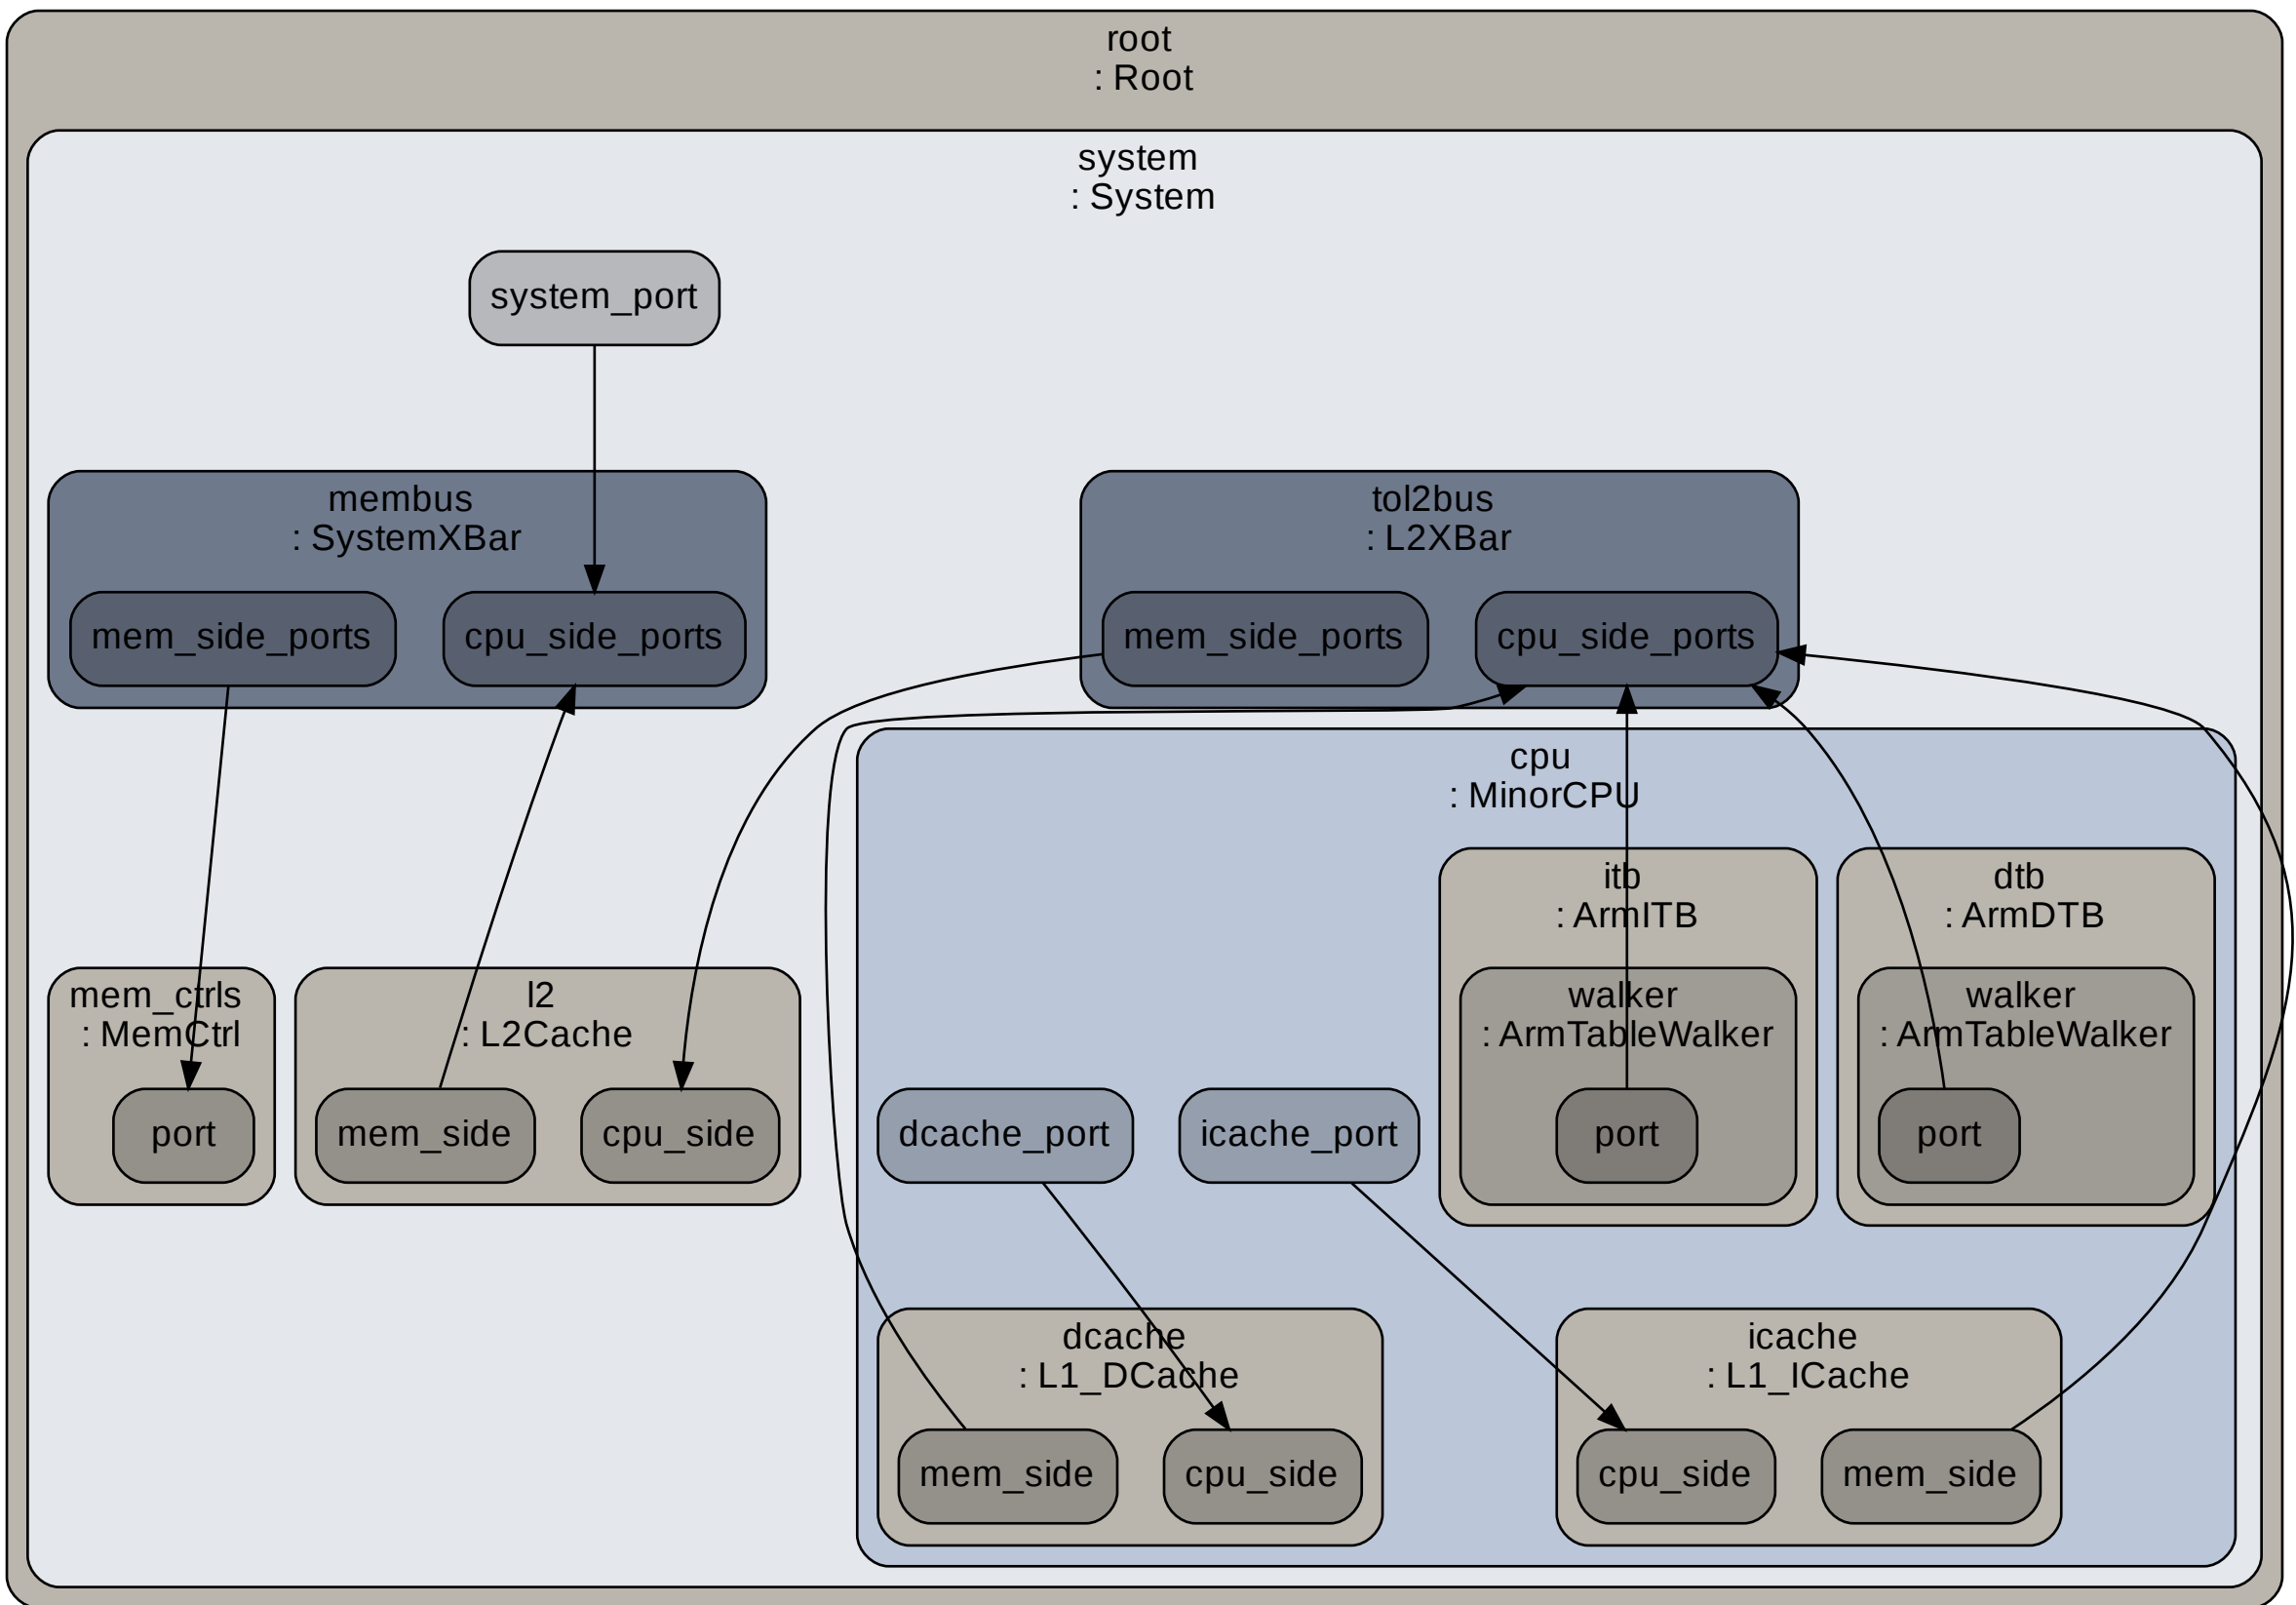 root
: Root
system
: System
system_port
membus
: SystemXBar
mem_side_ports
cpu_side_ports
tol2bus
: L2XBar
mem_side_ports
cpu_side_ports
cpu
: MinorCPU
itb
: ArmITB
walker
: ArmTableWalker
port
dtb
: ArmDTB
walker
: ArmTableWalker
port
mem_ctrls
: MemCtrl
port
l2
: L2Cache
mem_side
cpu_side
dcache_port
icache_port
dcache
: L1_DCache
mem_side
cpu_side
icache
: L1_ICache
cpu_side
mem_side